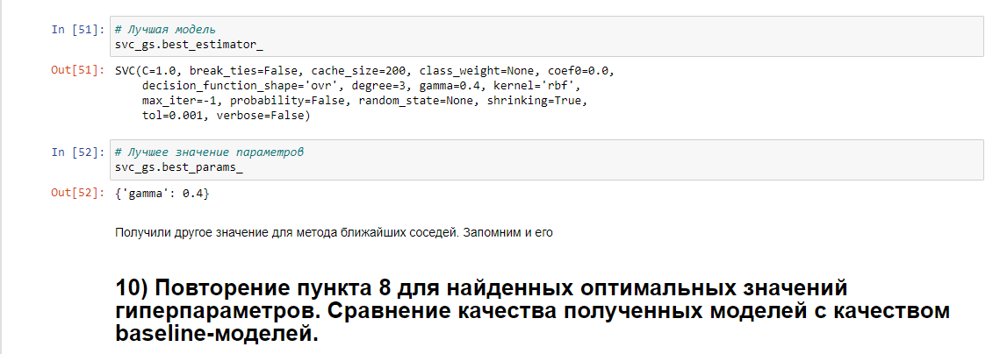 In [51]: # Лучшая модель
svc_gs.best_estimator_
Out[51]: SVC(C=1.0, break_ties=False, cache_size=200, class_weight=None, coef0=0.0,
decision_function_shape='ovr', degree=3, gamma=0.4, kernel='rbf',
max_iter=-1, probability=False, random_state=None, shrinking=True,
tol=0.001, verbose=False)
In [52]: # Лучшее значение параметров
svc_gs.best_params_
Out[52]: {'gamma': 0.4}
Получили другое значение для метода ближайших соседей. Запомним и его
10) Повторение пункта 8 для найденных оптимальных значений
гиперпараметров. Сравнение качества полученных моделей с качеством
baseline-моделей.